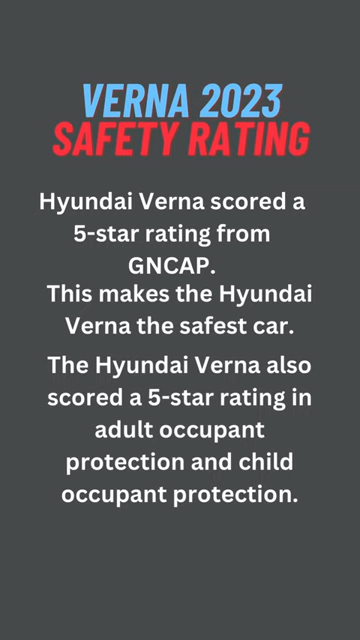 VERNA 2023
SAFETY RATING
Hyundai Verna scored a
5-star rating from
GNCAP.
This makes the Hyundai
Verna the safest car.
The Hyundai Verna also
scored a 5-star rating in
adult occupant
protection and child
occupant protection.